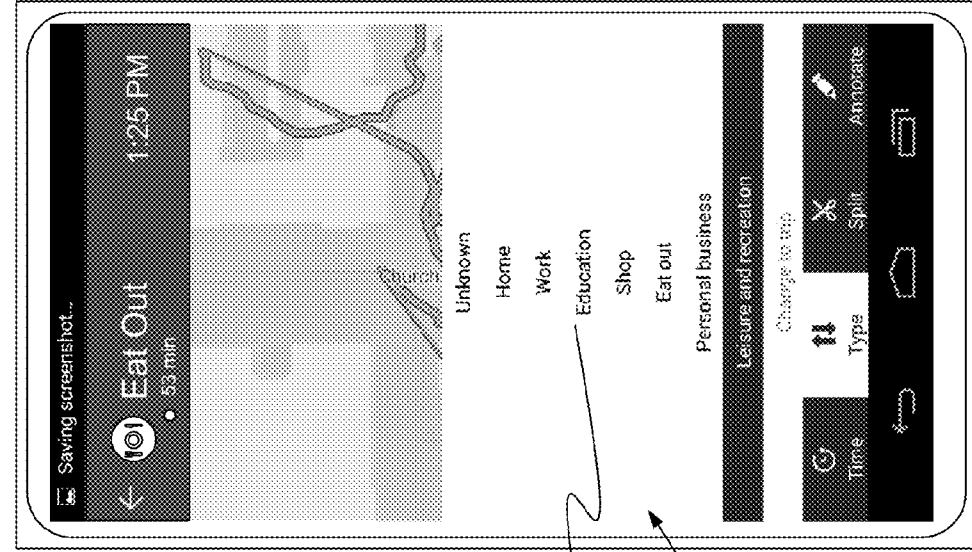 Saving screenshot...
Eat Out 1:25 PM
53 min
Church
Unknown
Home
Work
Education
Shop
Eat out
Personal business
Leisure and recreation
Change to trip
Time Type Split Annotate